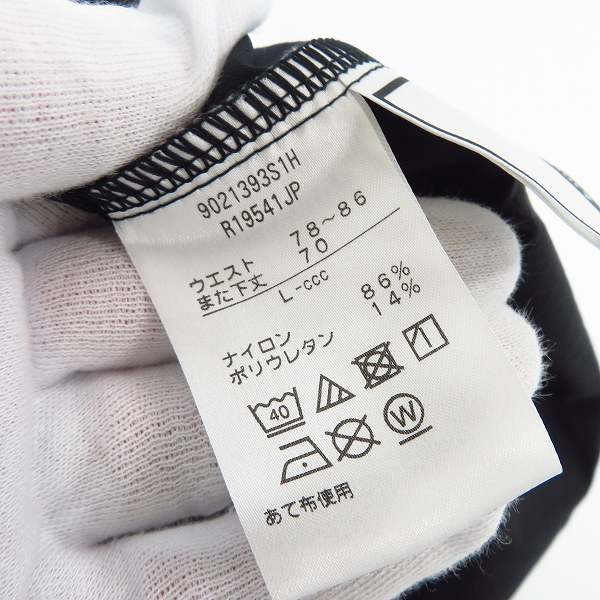 9021393S1H
R19541JP
ウエスト 78～86
また下丈 70
L-ccc
ナイロン 86%
ポリウレタン 14%
40
W
あて布使用